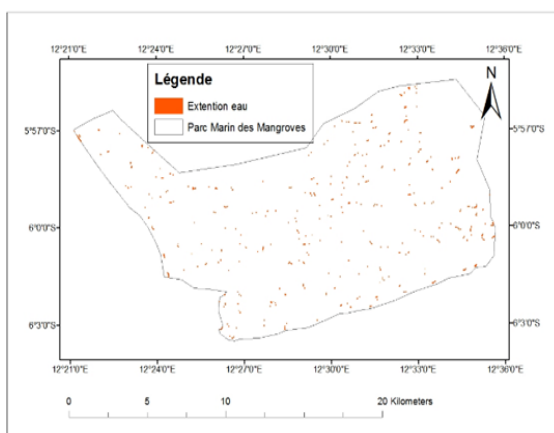 12°21'0"E 12°24'0"E 12°27'0"E 12°30'0"E 12°33'0"E 12°36'0"E
N
Légende
Extention eau
Parc Marin des Mangroves
5°57'0"S 5°57'0"S
6°0'0"S 6°0'0"S
6°3'0"S 6°3'0"S
12°21'0"E 12°24'0"E 12°27'0"E 12°30'0"E 12°33'0"E 12°36'0"E
0 5 10 20 Kilometers